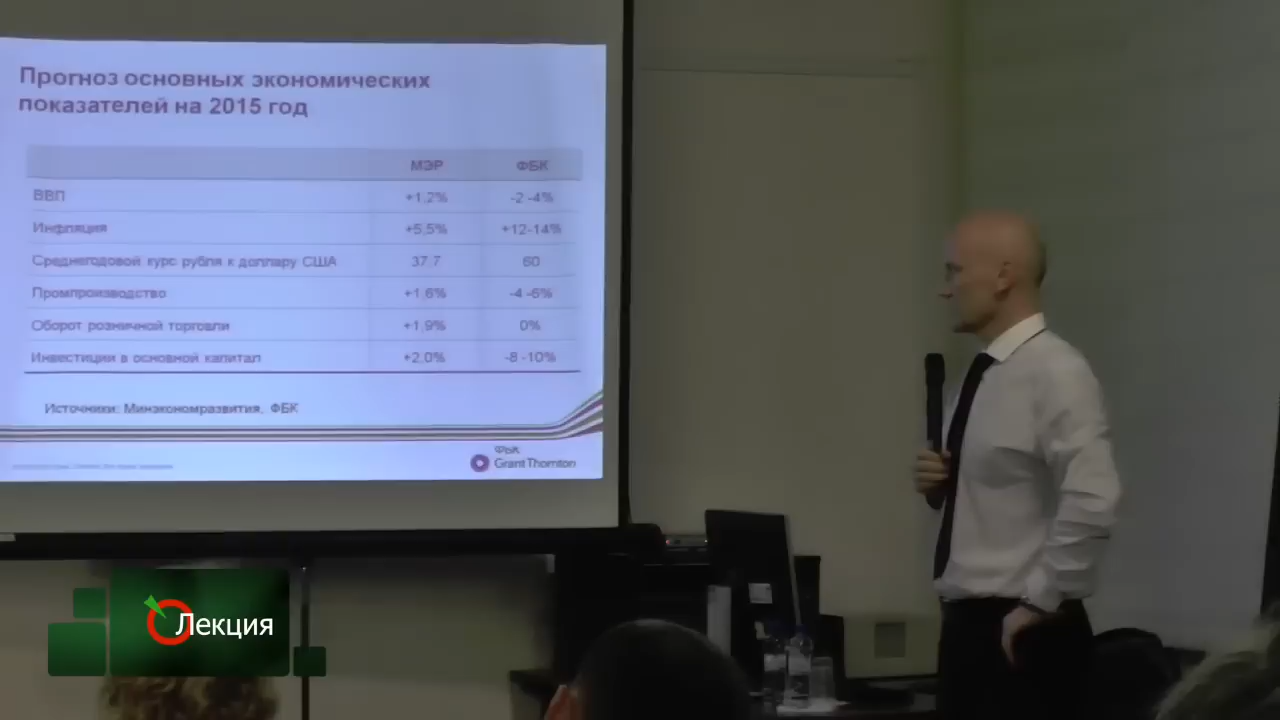 Прогноз основных экономических
показателей на 2015 год
МЭР ФБК
ВВП +1,2% -2 -4%
Инфляция +5,5% +12-14%
Среднегодовой курс рубля к доллару США 37,7 60
Промпроизводство +1,6% -4 -6%
Оборот розничной торговли +1,9% 0%
Инвестиции в основной капитал +2,0% -8 -10%
Источники: Минэкономразвития, ФБК
ФБК
Grant Thornton
Лекция